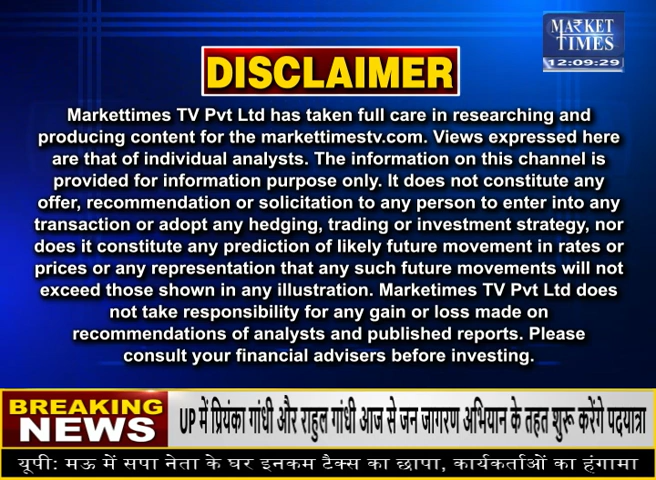 MARKET
TIMES
12:09:29
DISCLAIMER
Markettimes TV Pvt Ltd has taken full care in researching and
producing content for the markettimestv.com. Views expressed here
are that of individual analysts. The information on this channel is
provided for information purpose only. It does not constitute any
offer, recommendation or solicitation to any person to enter into any
transaction or adopt any hedging, trading or investment strategy, nor
does it constitute any prediction of likely future movement in rates or
prices or any representation that any such future movements will not
exceed those shown in any illustration. Marketimes TV Pvt Ltd does
not take responsibility for any gain or loss made on
recommendations of analysts and published reports. Please
consult your financial advisers before investing.
BREAKING
NEWS
UP में प्रियंका गांधी और राहुल गांधी आज से जन जागरण अभियान के तहत शुरू करेंगे पदयात्रा
यूपी: मऊ में सपा नेता के घर इनकम टैक्स का छापा, कार्यकर्ताओं का हंगामा